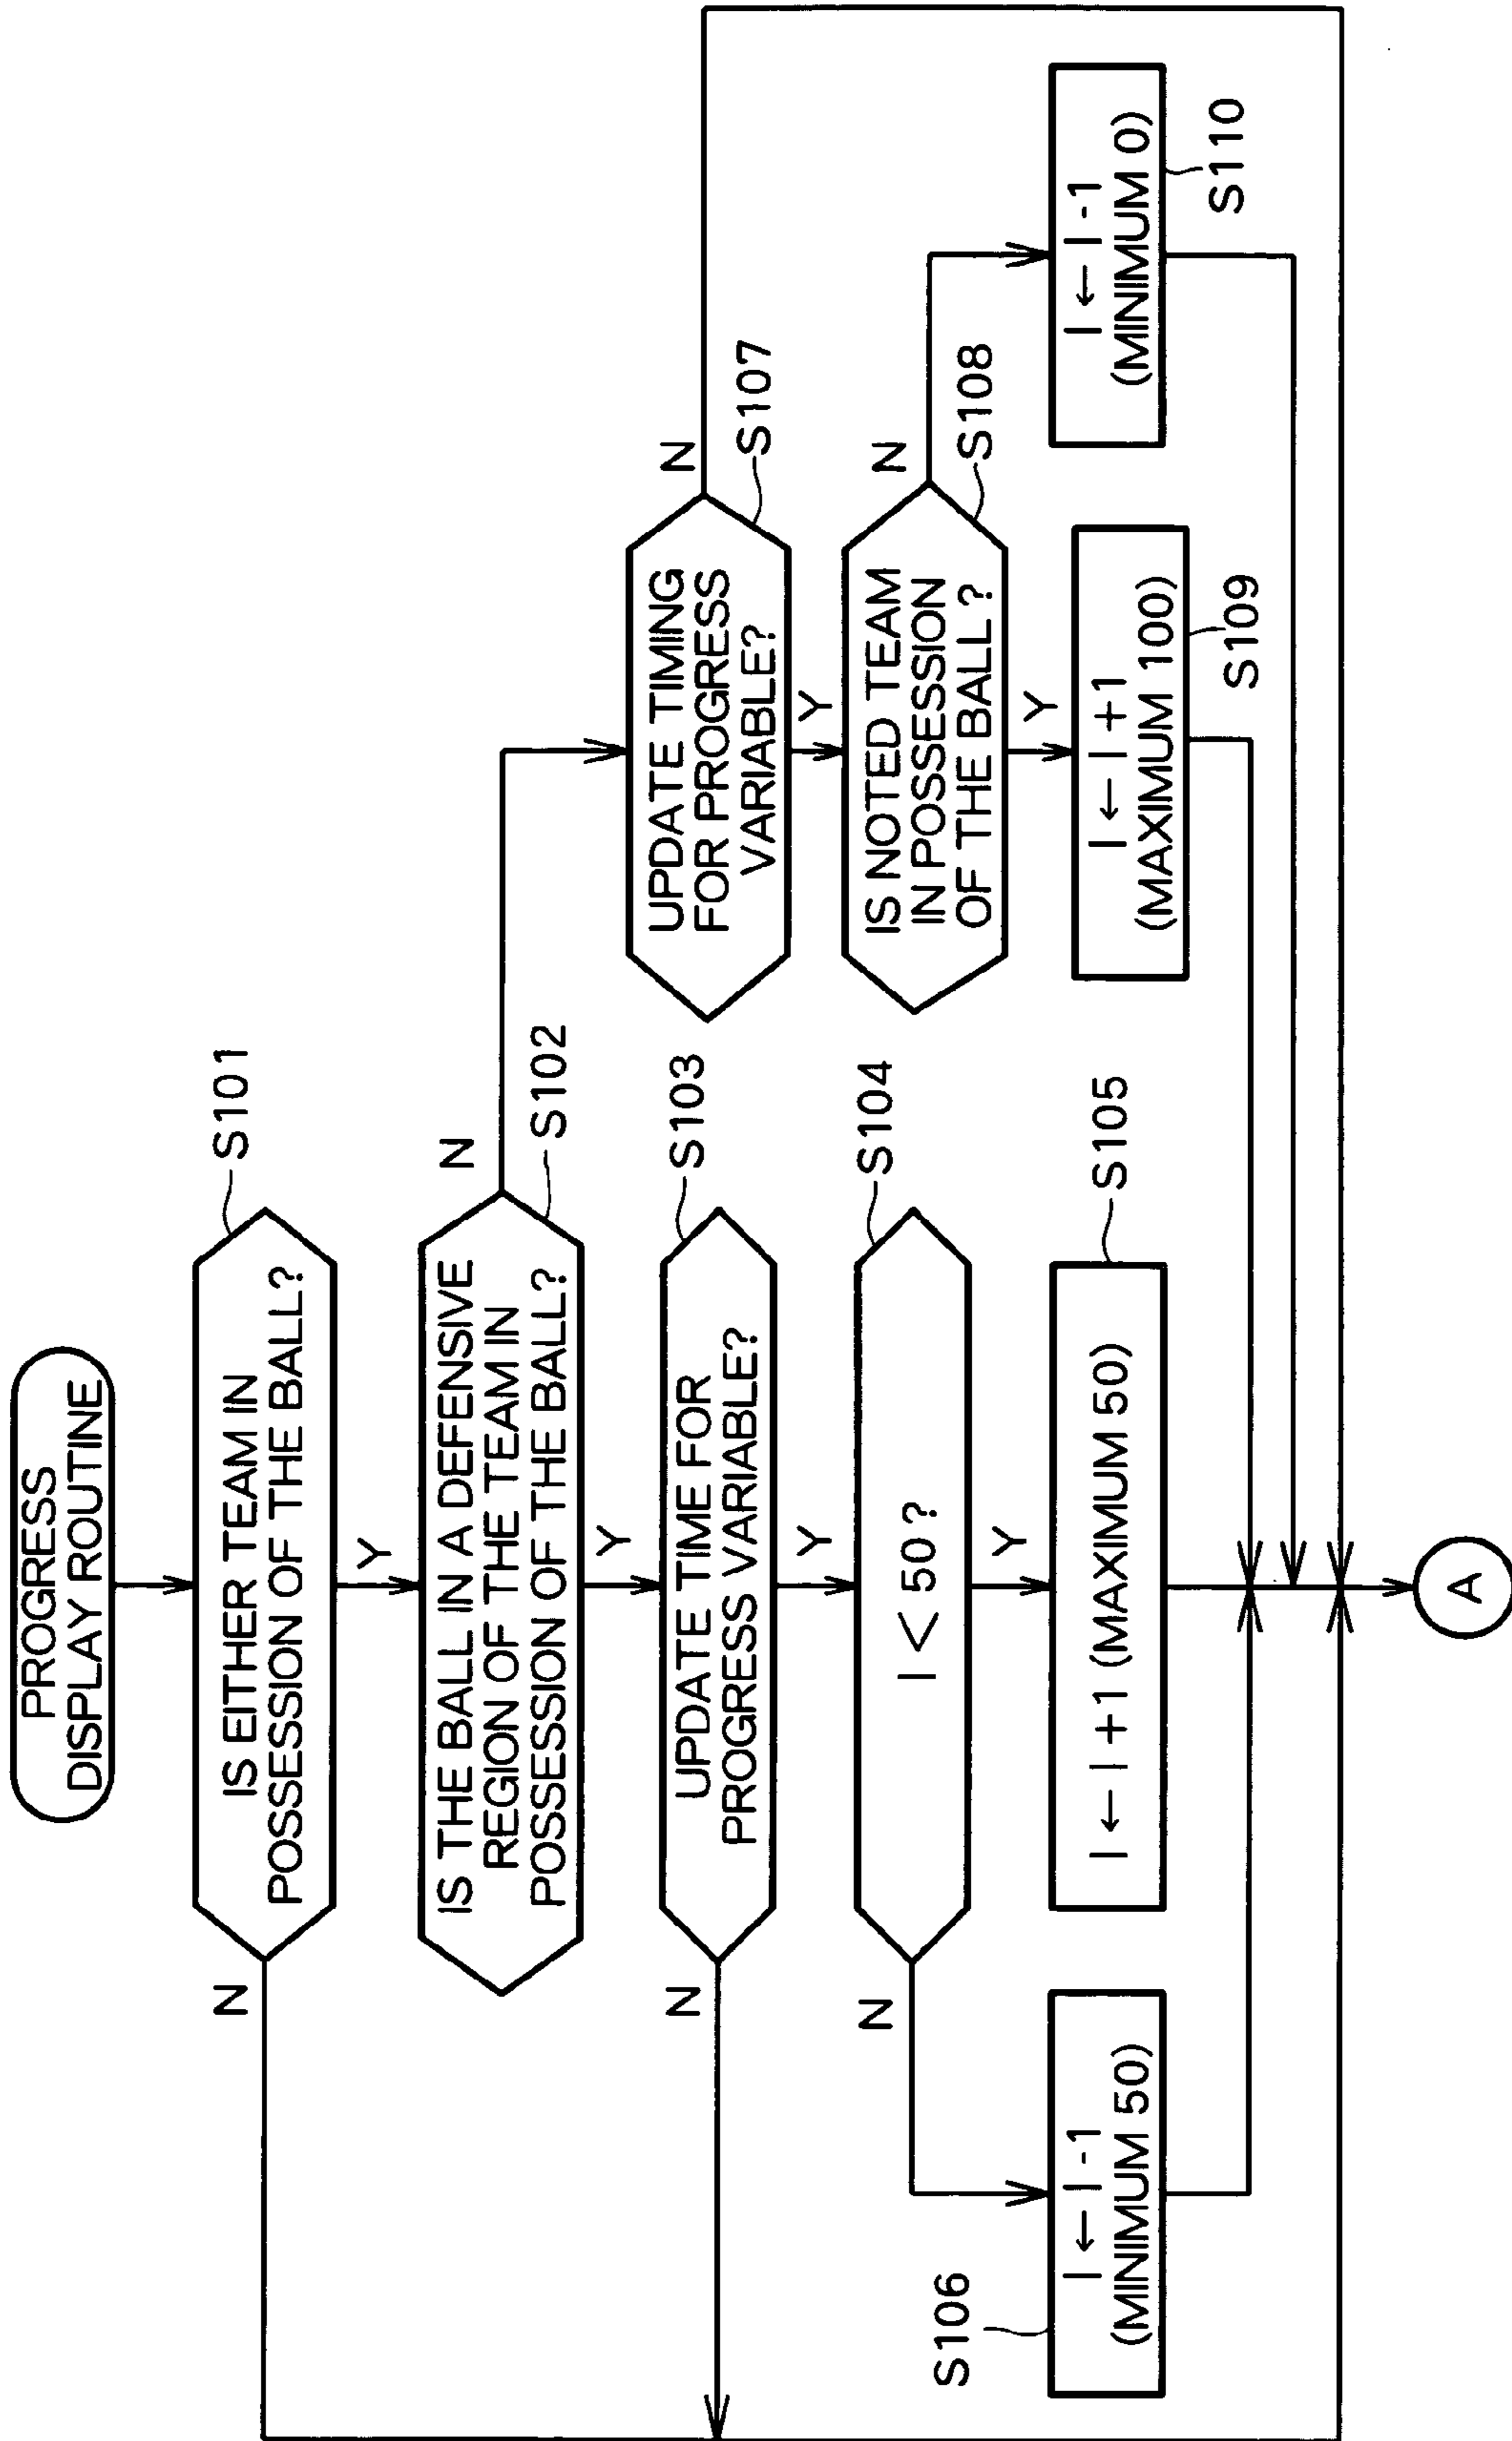 PROGRESS
DISPLAY ROUTINE
IS EITHER TEAM IN
POSSESSION OF THE BALL?
S101
N
Y
IS THE BALL IN A DEFENSIVE
REGION OF THE TEAM IN
POSSESSION OF THE BALL?
S102
N
Y
UPDATE TIME FOR
PROGRESS VARIABLE?
S103
N
Y
I < 50 ?
S104
N
Y
I ← I +1 (MAXIMUM 50)
S105
I ← I -1
(MINIMUM 50)
S106
UPDATE TIMING
FOR PROGRESS
VARIABLE?
S107
N
Y
IS NOTED TEAM
IN POSSESSION
OF THE BALL ?
S108
N
Y
I ← I +1
(MAXIMUM 100)
S109
I ← I -1
(MINIMUM 0)
S110
A